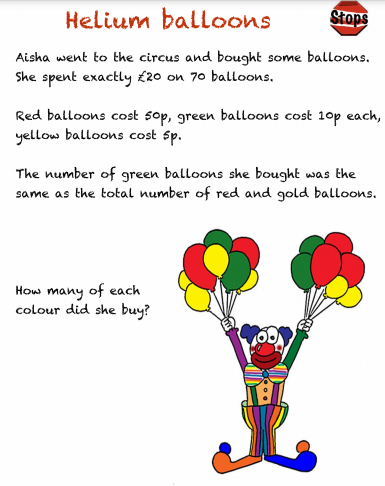 Helium balloons
Stops
Aisha went to the circus and bought some balloons.
She spent exactly £20 on 70 balloons.
Red balloons cost 50p, green balloons cost 10p each,
yellow balloons cost 5p.
The number of green balloons she bought was the
same as the total number of red and gold balloons.
How many of each
colour did she buy?